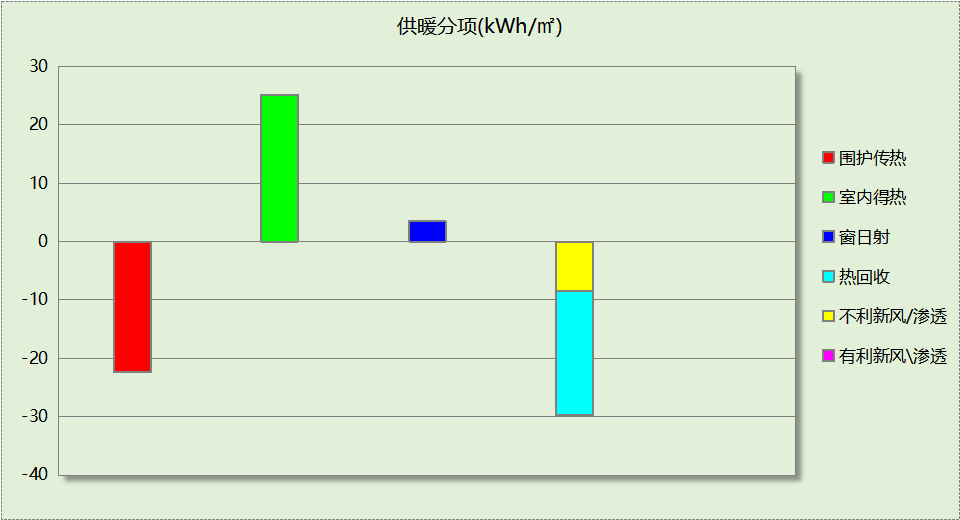 供暖分项(kWh/㎡)
30
20
10
0
-10
-20
-30
-40
围护传热
室内得热
窗日射
热回收
不利新风/渗透
有利新风\渗透